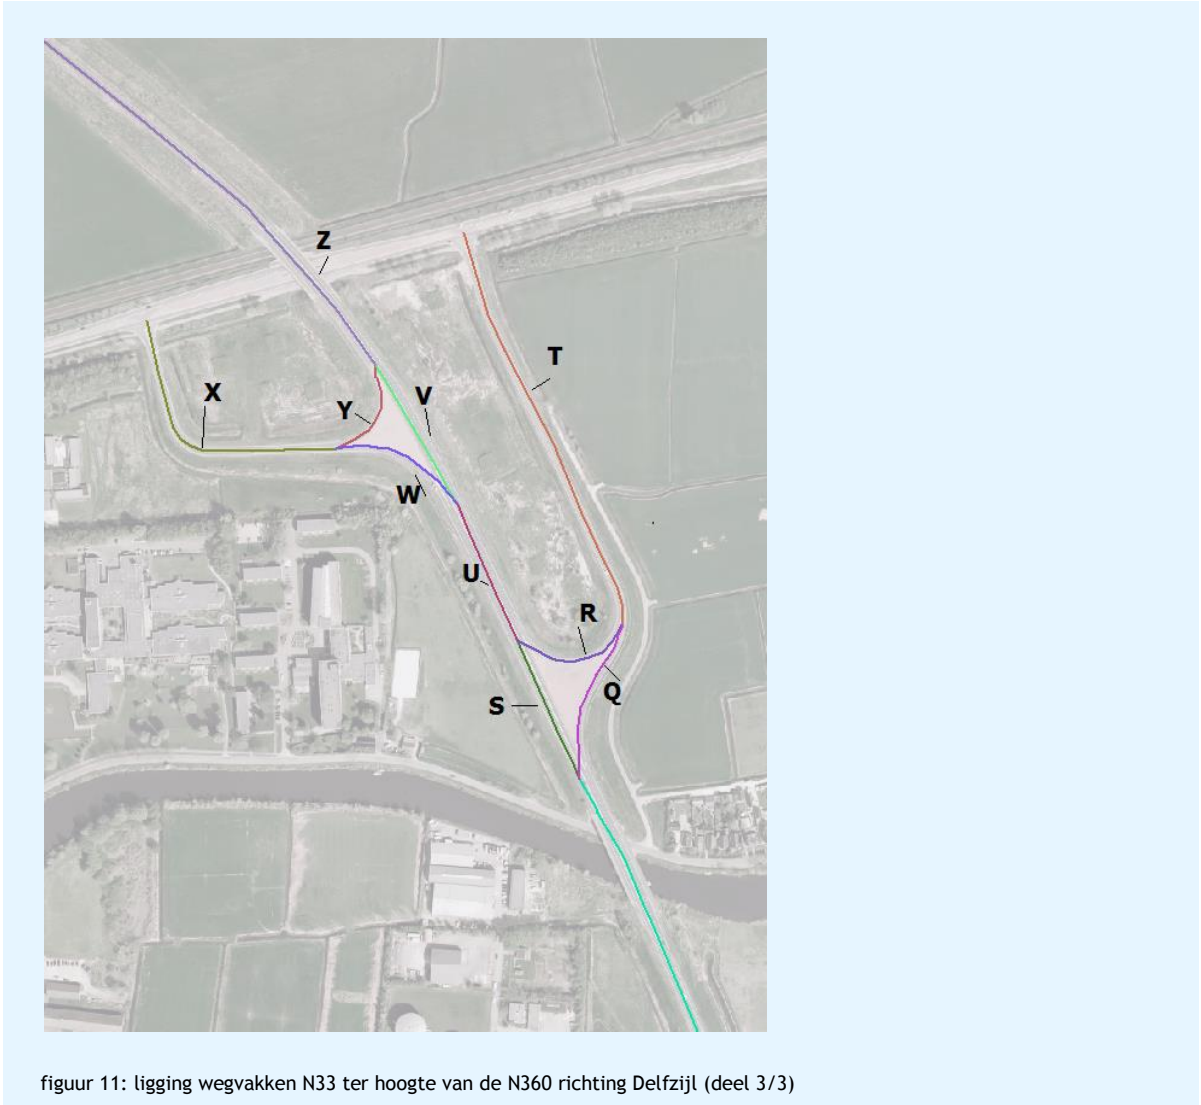 Z
T
X
V
Y
W
U
R
Q
S
figuur 11: ligging wegvakken N33 ter hoogte van de N360 richting Delfzijl (deel 3/3)